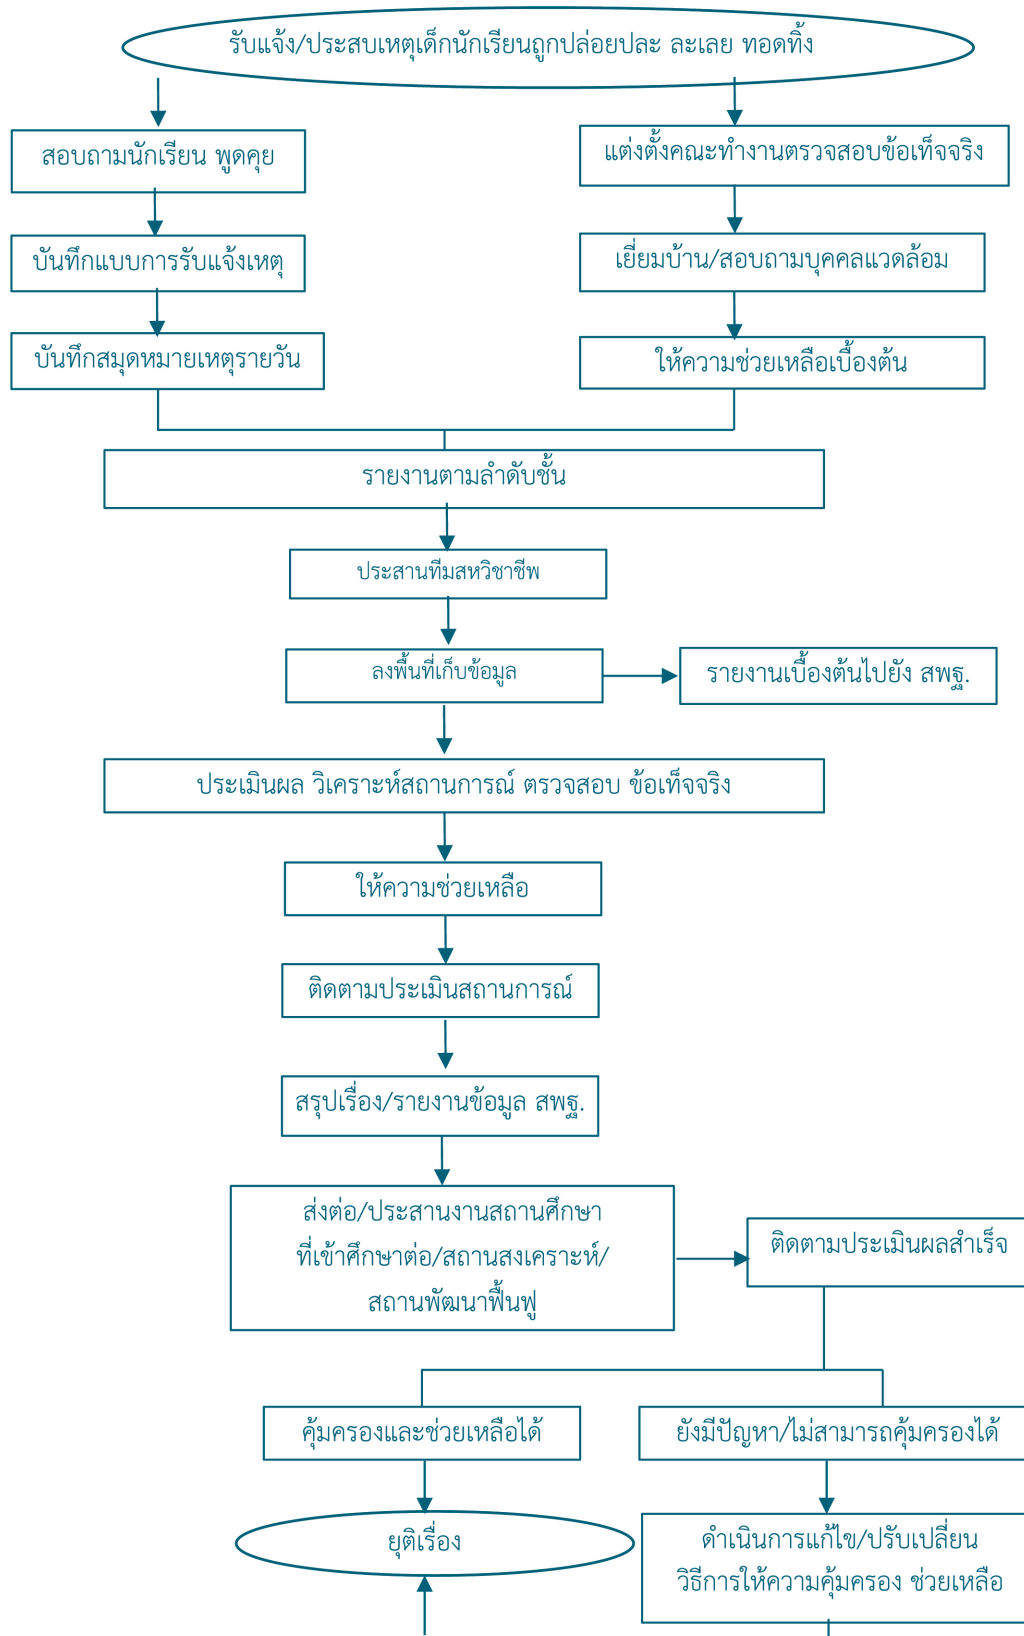 รับแจ้ง/ประสบเหตุเด็กนักเรียนถูกปล่อยปละ ละเลย ทอดทิ้ง
สอบถามนักเรียน พูดคุย
แต่งตั้งคณะทำงานตรวจสอบข้อเท็จจริง
บันทึกแบบการรับแจ้งเหตุ
เยี่ยมบ้าน/สอบถามบุคคลแวดล้อม
บันทึกสมุดหมายเหตุรายวัน
ให้ความช่วยเหลือเบื้องต้น
รายงานตามลำดับชั้น
ประสานทีมสหวิชาชีพ
ลงพื้นที่เก็บข้อมูล
รายงานเบื้องต้นไปยัง สพฐ.
ประเมินผล วิเคราะห์สถานการณ์ ตรวจสอบ ข้อเท็จจริง
ให้ความช่วยเหลือ
ติดตามประเมินสถานการณ์
สรุปเรื่อง/รายงานข้อมูล สพฐ.
ส่งต่อ/ประสานงานสถานศึกษา
ที่เข้าศึกษาต่อ/สถานสงเคราะห์/
สถานพัฒนาฟื้นฟู
ติดตามประเมินผลสำเร็จ
คุ้มครองและช่วยเหลือได้
ยังมีปัญหา/ไม่สามารถคุ้มครองได้
ยุติเรื่อง
ดำเนินการแก้ไข/ปรับเปลี่ยน
วิธีการให้ความคุ้มครอง ช่วยเหลือ